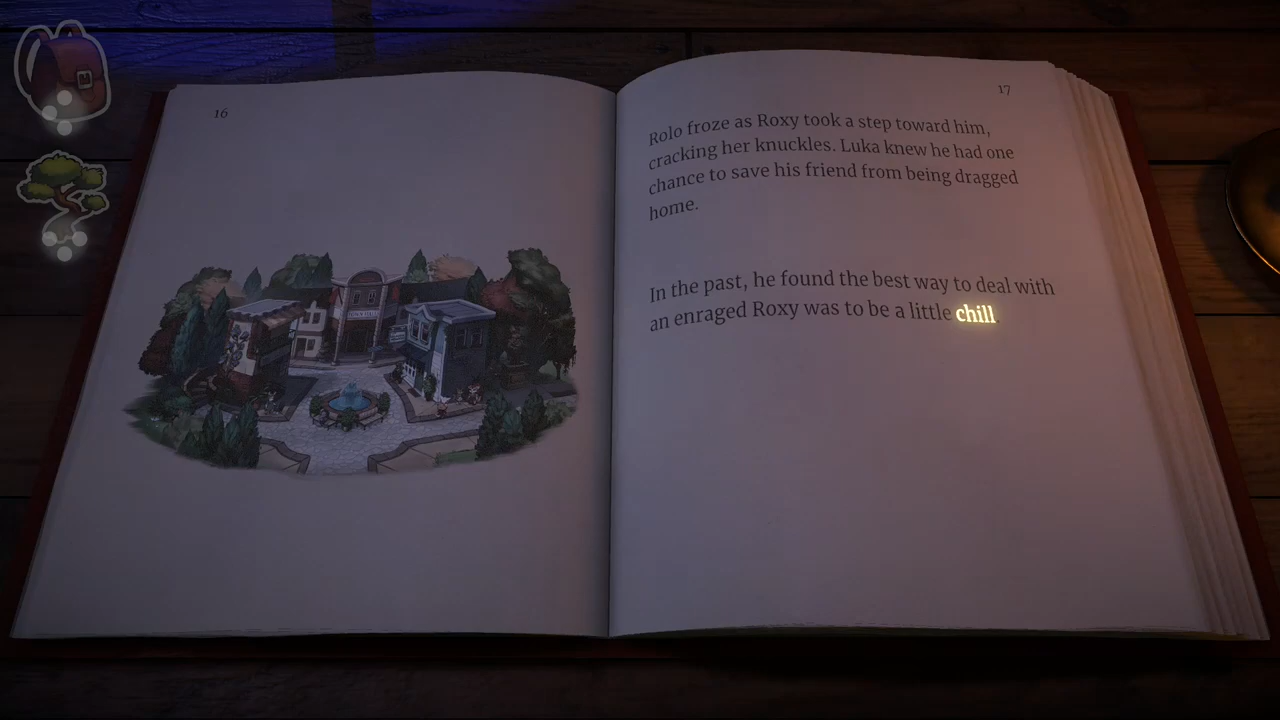 16
17
Rolo froze as Roxy took a step toward him,
cracking her knuckles. Luka knew he had one
chance to save his friend from being dragged
home.
In the past, he found the best way to deal with
an enraged Roxy was to be a little chill